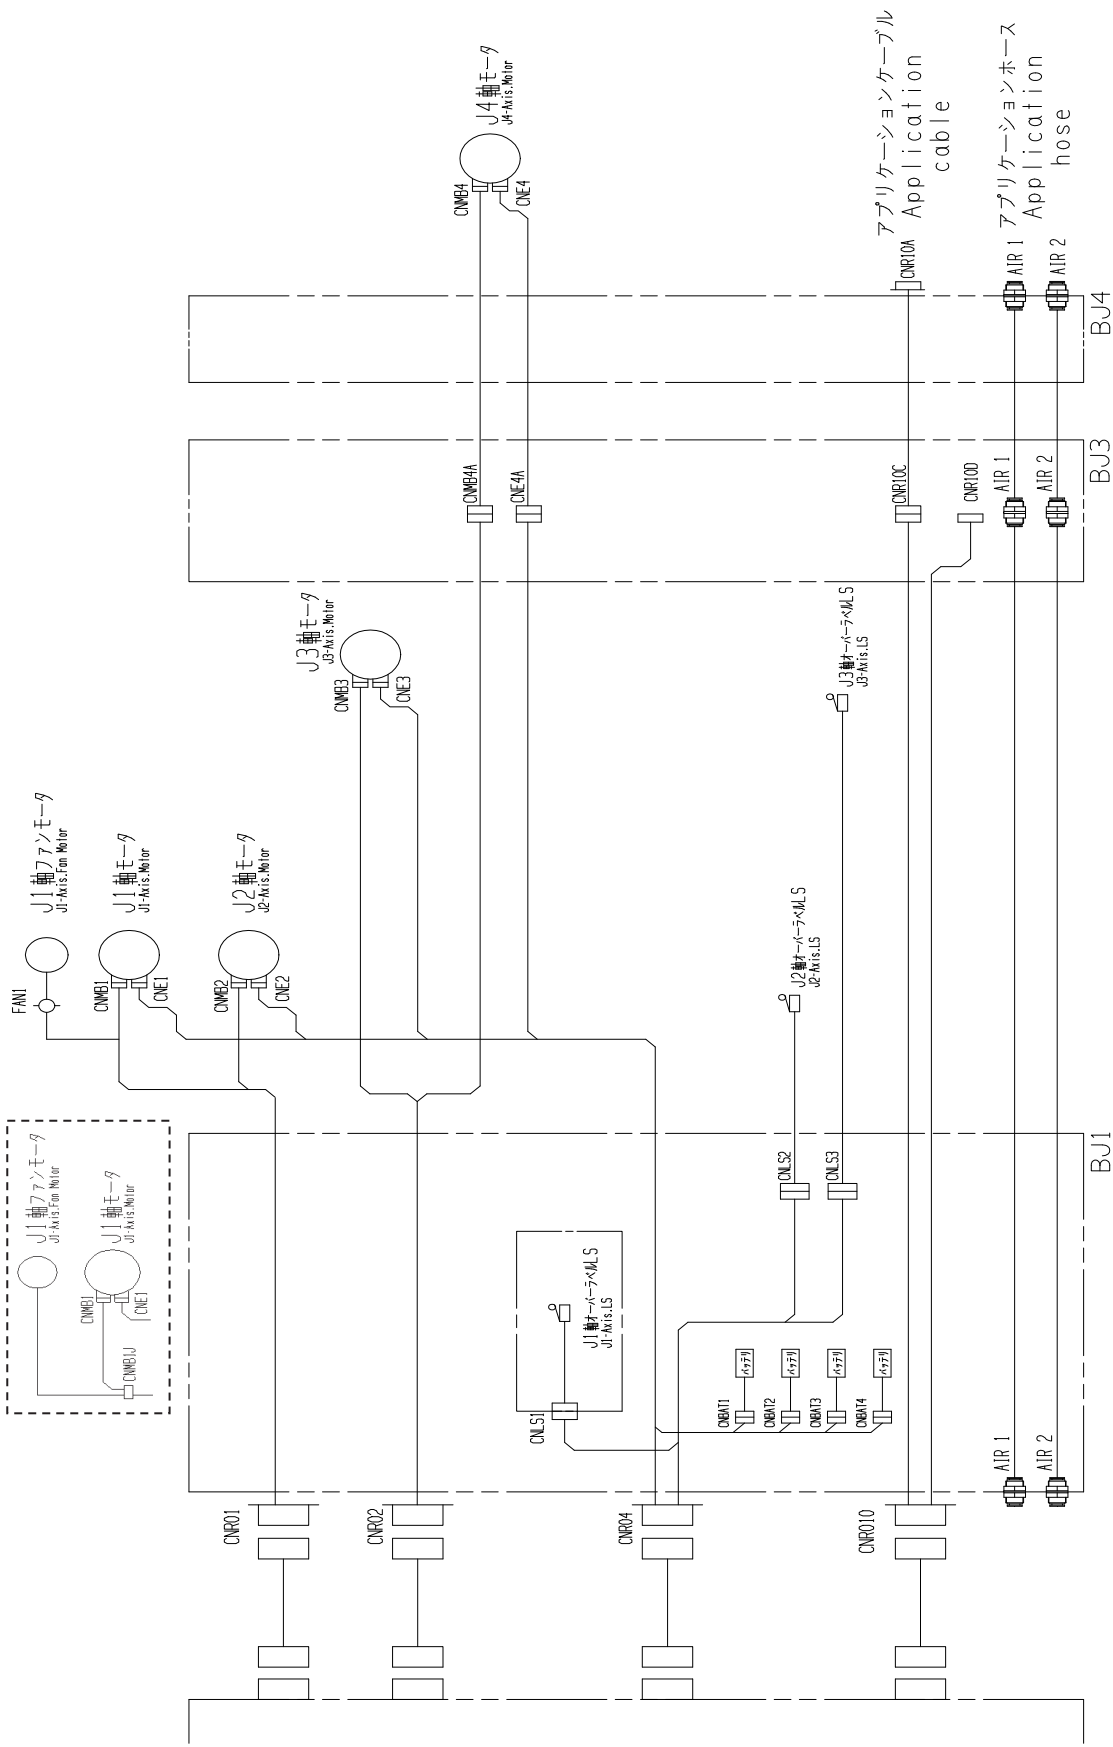 J4軸モータ
J4-Axis.Motor
CNMB4
CNE4
アプリケーションケーブル
Application
cable
アプリケーションホース
Application
hose
CNR10A
AIR 1
AIR 2
BJ4
CNMB4A
CNE4A
CNR10C
CNR10D
AIR 1
AIR 2
BJ3
J3軸モータ
J3-Axis.Motor
CNMB3
CNE3
J3軸オーバーラベルLS
J3-Axis.LS
J1軸ファンモータ
J1-Axis.Fan Motor
FAN1
J1軸モータ
J1-Axis.Motor
CNMB1
CNE1
J2軸モータ
J2-Axis.Motor
CNMB2
CNE2
J2軸オーバーラベルLS
J2-Axis.LS
J1軸ファンモータ
J1-Axis.Fan Motor
J1軸モータ
J1-Axis.Motor
CNMB1
CNE1
CNMB1J
CNLS2
CNLS3
BJ1
J1軸オーバーラベルLS
J1-Axis.LS
CNLS1
バッテリ
バッテリ
バッテリ
バッテリ
CNBAT1
CNBAT2
CNBAT3
CNBAT4
AIR 1
AIR 2
CNR01
CNR02
CNR04
CNR010